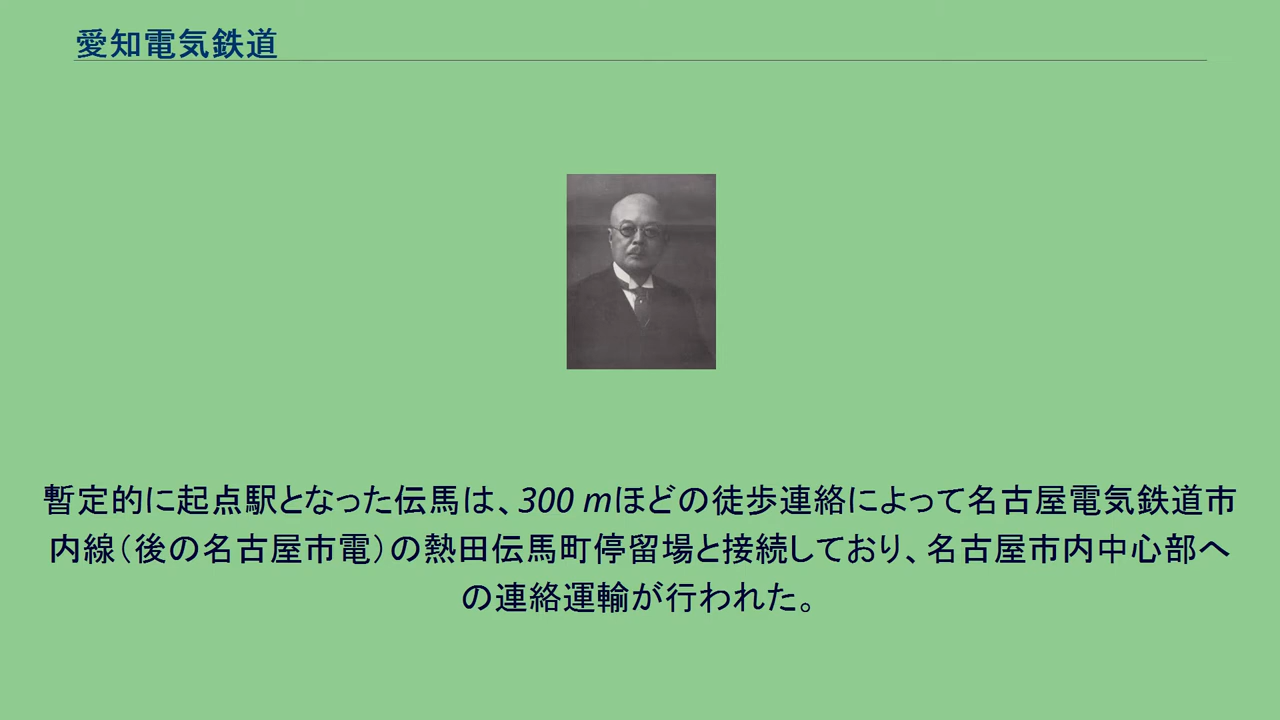 愛知電気鉄道
暫定的に起点駅となった伝馬は、300 mほどの徒歩連絡によって名古屋電気鉄道市
内線（後の名古屋市電）の熱田伝馬町停留場と接続しており、名古屋市内中心部へ
の連絡運輸が行われた。